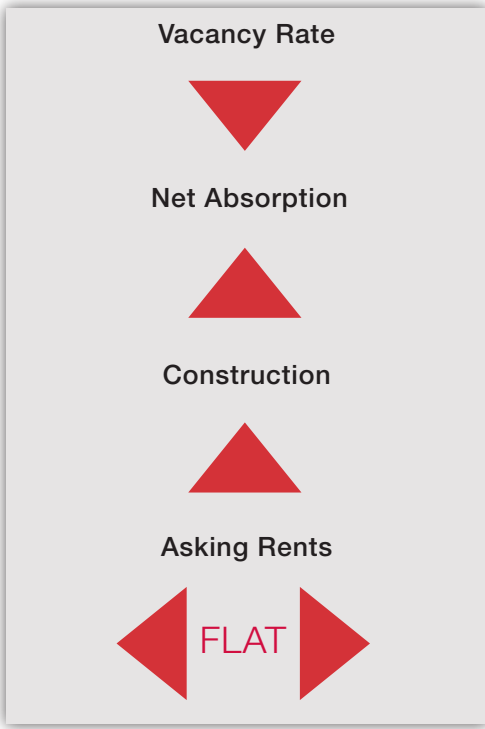 Vacancy Rate
Net Absorption
Construction
Asking Rents
FLAT